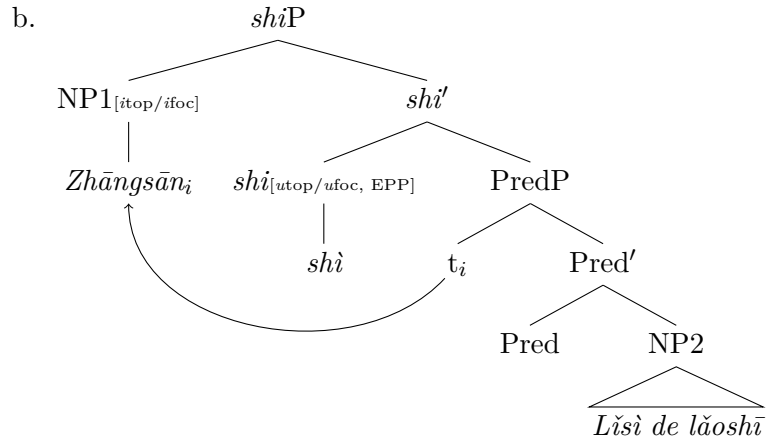 b.
shiP
NP1[itop/ifoc] shi′
Zhāngsān_i shi[utop/ufoc, EPP] PredP
shì t_i Pred′
Pred NP2
Lǐsì de lǎoshī